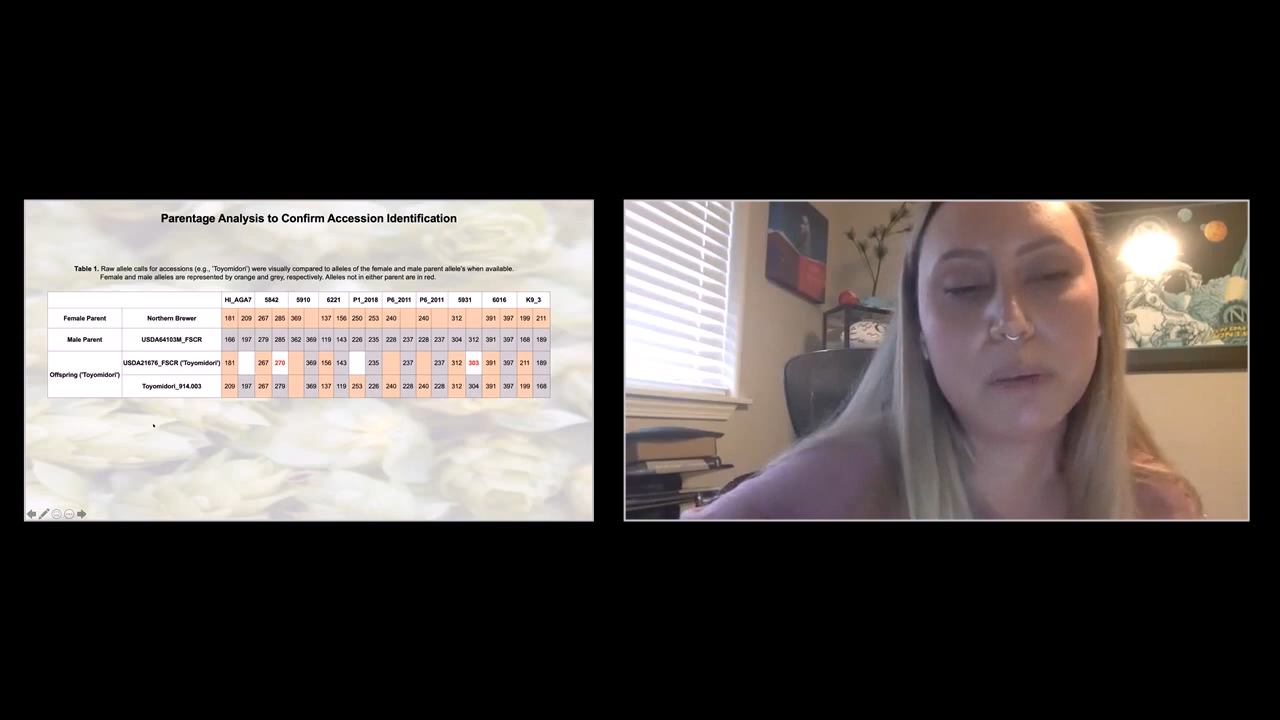 Parentage Analysis to Confirm Accession Identification
Table 1. Raw allele calls for accessions (e.g., 'Toyomidori') were visually compared to alleles of the female and male parent allele's when available.
Female and male alleles are represented by orange and grey, respectively. Alleles not in either parent are in red.
HI_AGA7 5842 5910 6221 P1_2018 P6_2011 P6_2011 5931 6016 K9_3
Female Parent Northern Brewer 181 209 267 285 369 137 156 250 253 240 240 312 391 397 199 211
Male Parent USDA64103M_FSCR 166 197 279 285 362 369 119 143 226 235 228 237 228 237 304 312 391 397 168 189
Offspring ('Toyomidori')
USDA21676_FSCR ('Toyomidori') 181 267 270 369 156 143 235 237 237 312 303 391 397 211 189
Toyomidori_914.003 209 197 267 279 369 137 119 253 226 240 228 240 228 312 304 391 397 199 168